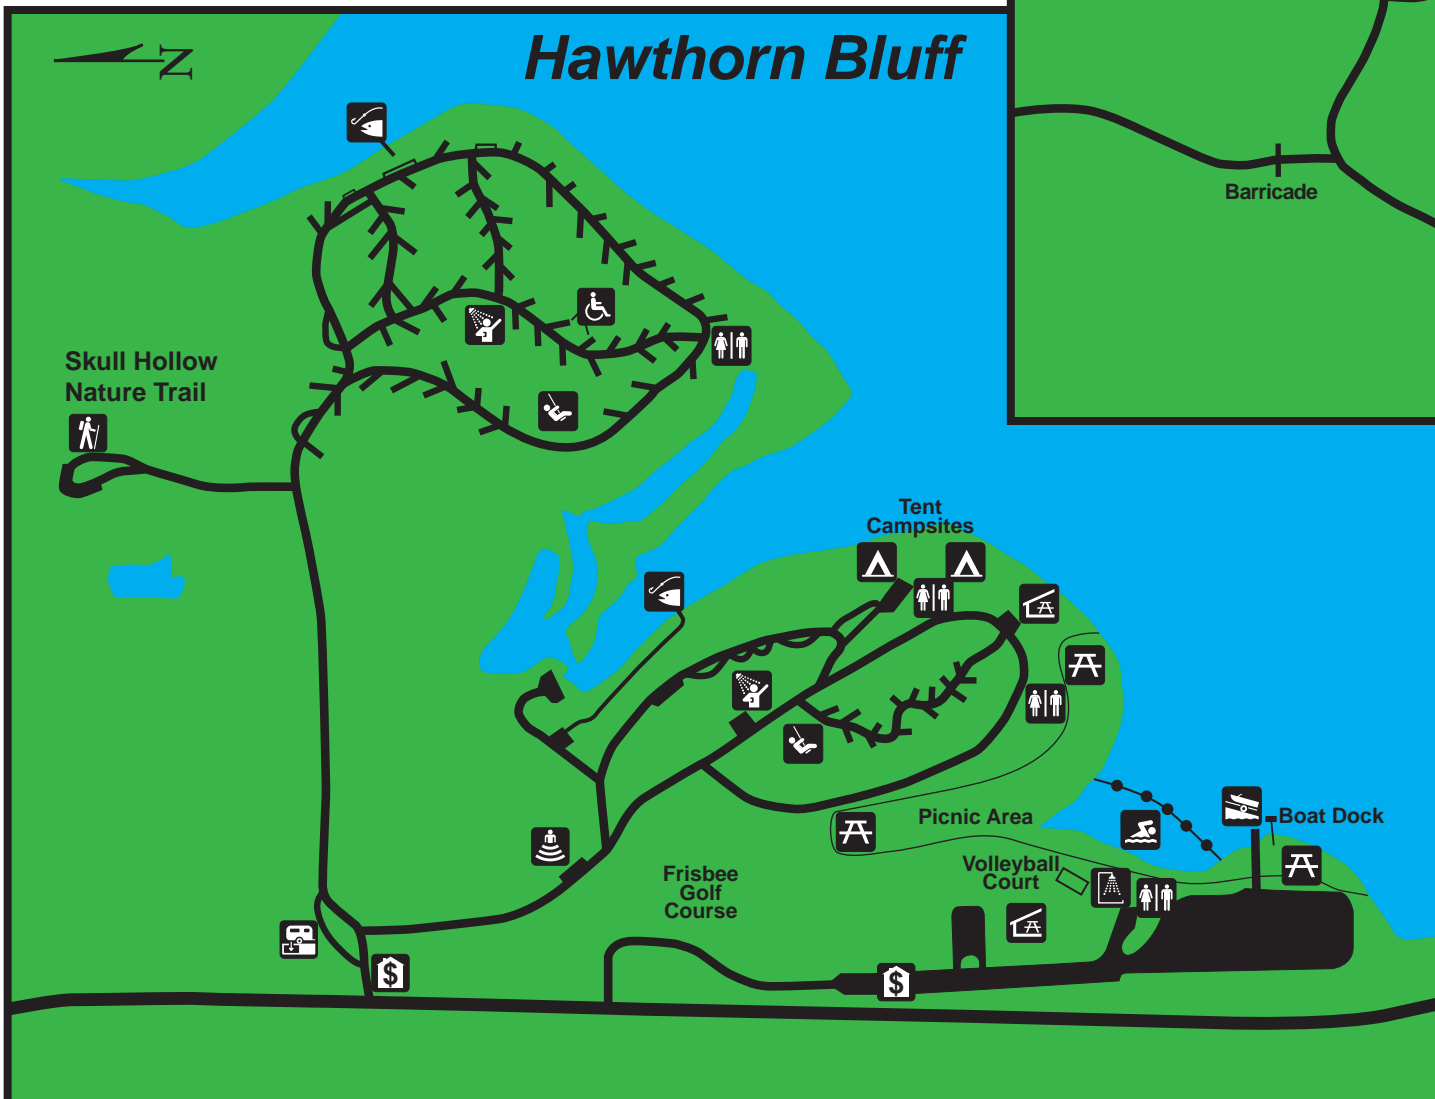 Hawthorn Bluff
N
Barricade
Skull Hollow
Nature Trail
Tent
Campsites
Picnic Area
Boat Dock
Volleyball
Court
Frisbee
Golf
Course
$
$